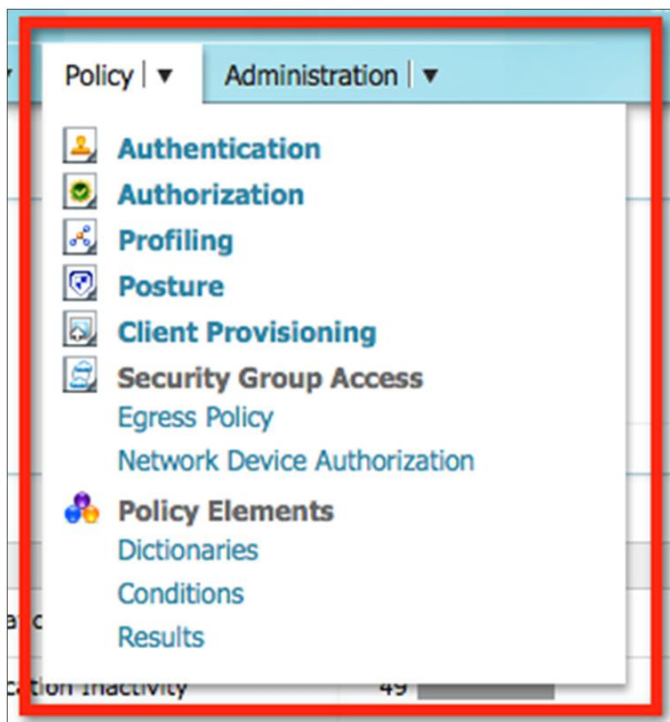 Policy | ▼ Administration | ▼
Authentication
Authorization
Profiling
Posture
Client Provisioning
Security Group Access
Egress Policy
Network Device Authorization
Policy Elements
Dictionaries
Conditions
Results
Inactivity 49